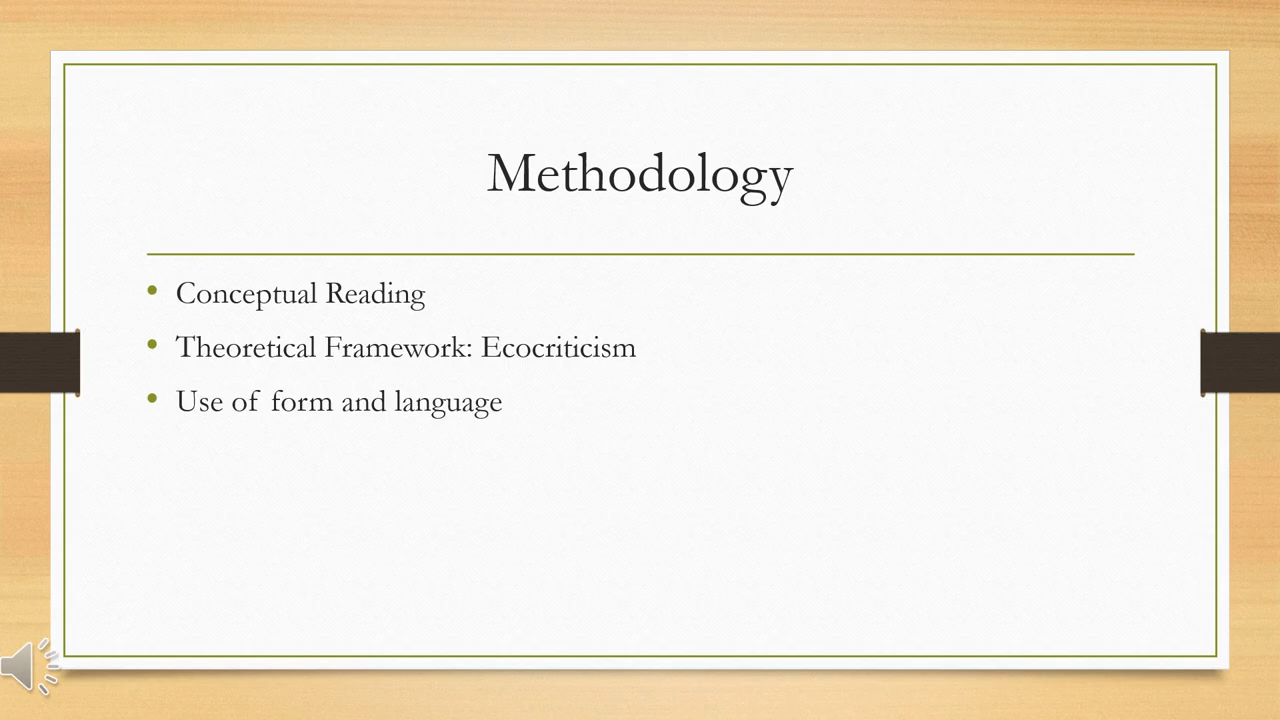 Methodology
• Conceptual Reading
• Theoretical Framework: Ecocriticism
• Use of form and language